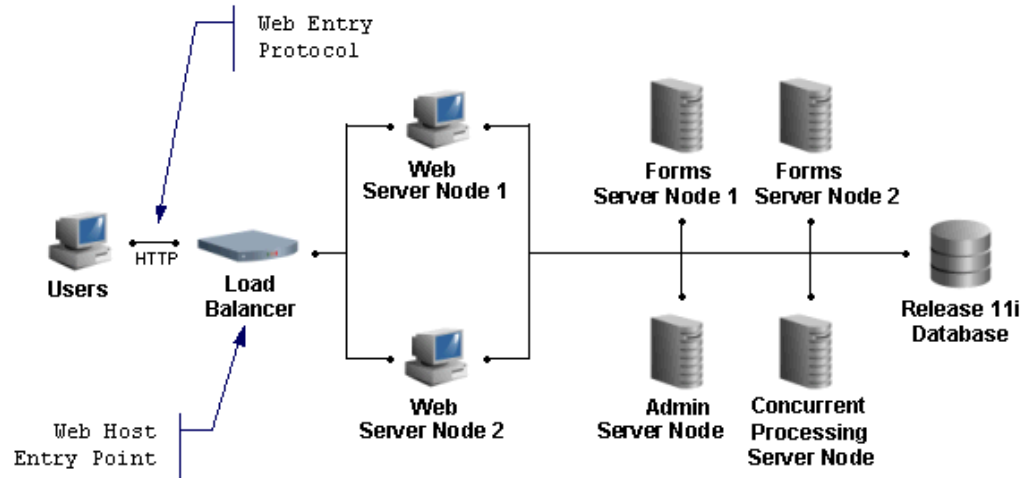 Web Entry
Protocol
Web
Server Node 1
Forms
Server Node 1
Forms
Server Node 2
HTTP
Users
Load
Balancer
Release 11i
Database
Web
Server Node 2
Admin
Server Node
Concurrent
Processing
Server Node
Web Host
Entry Point